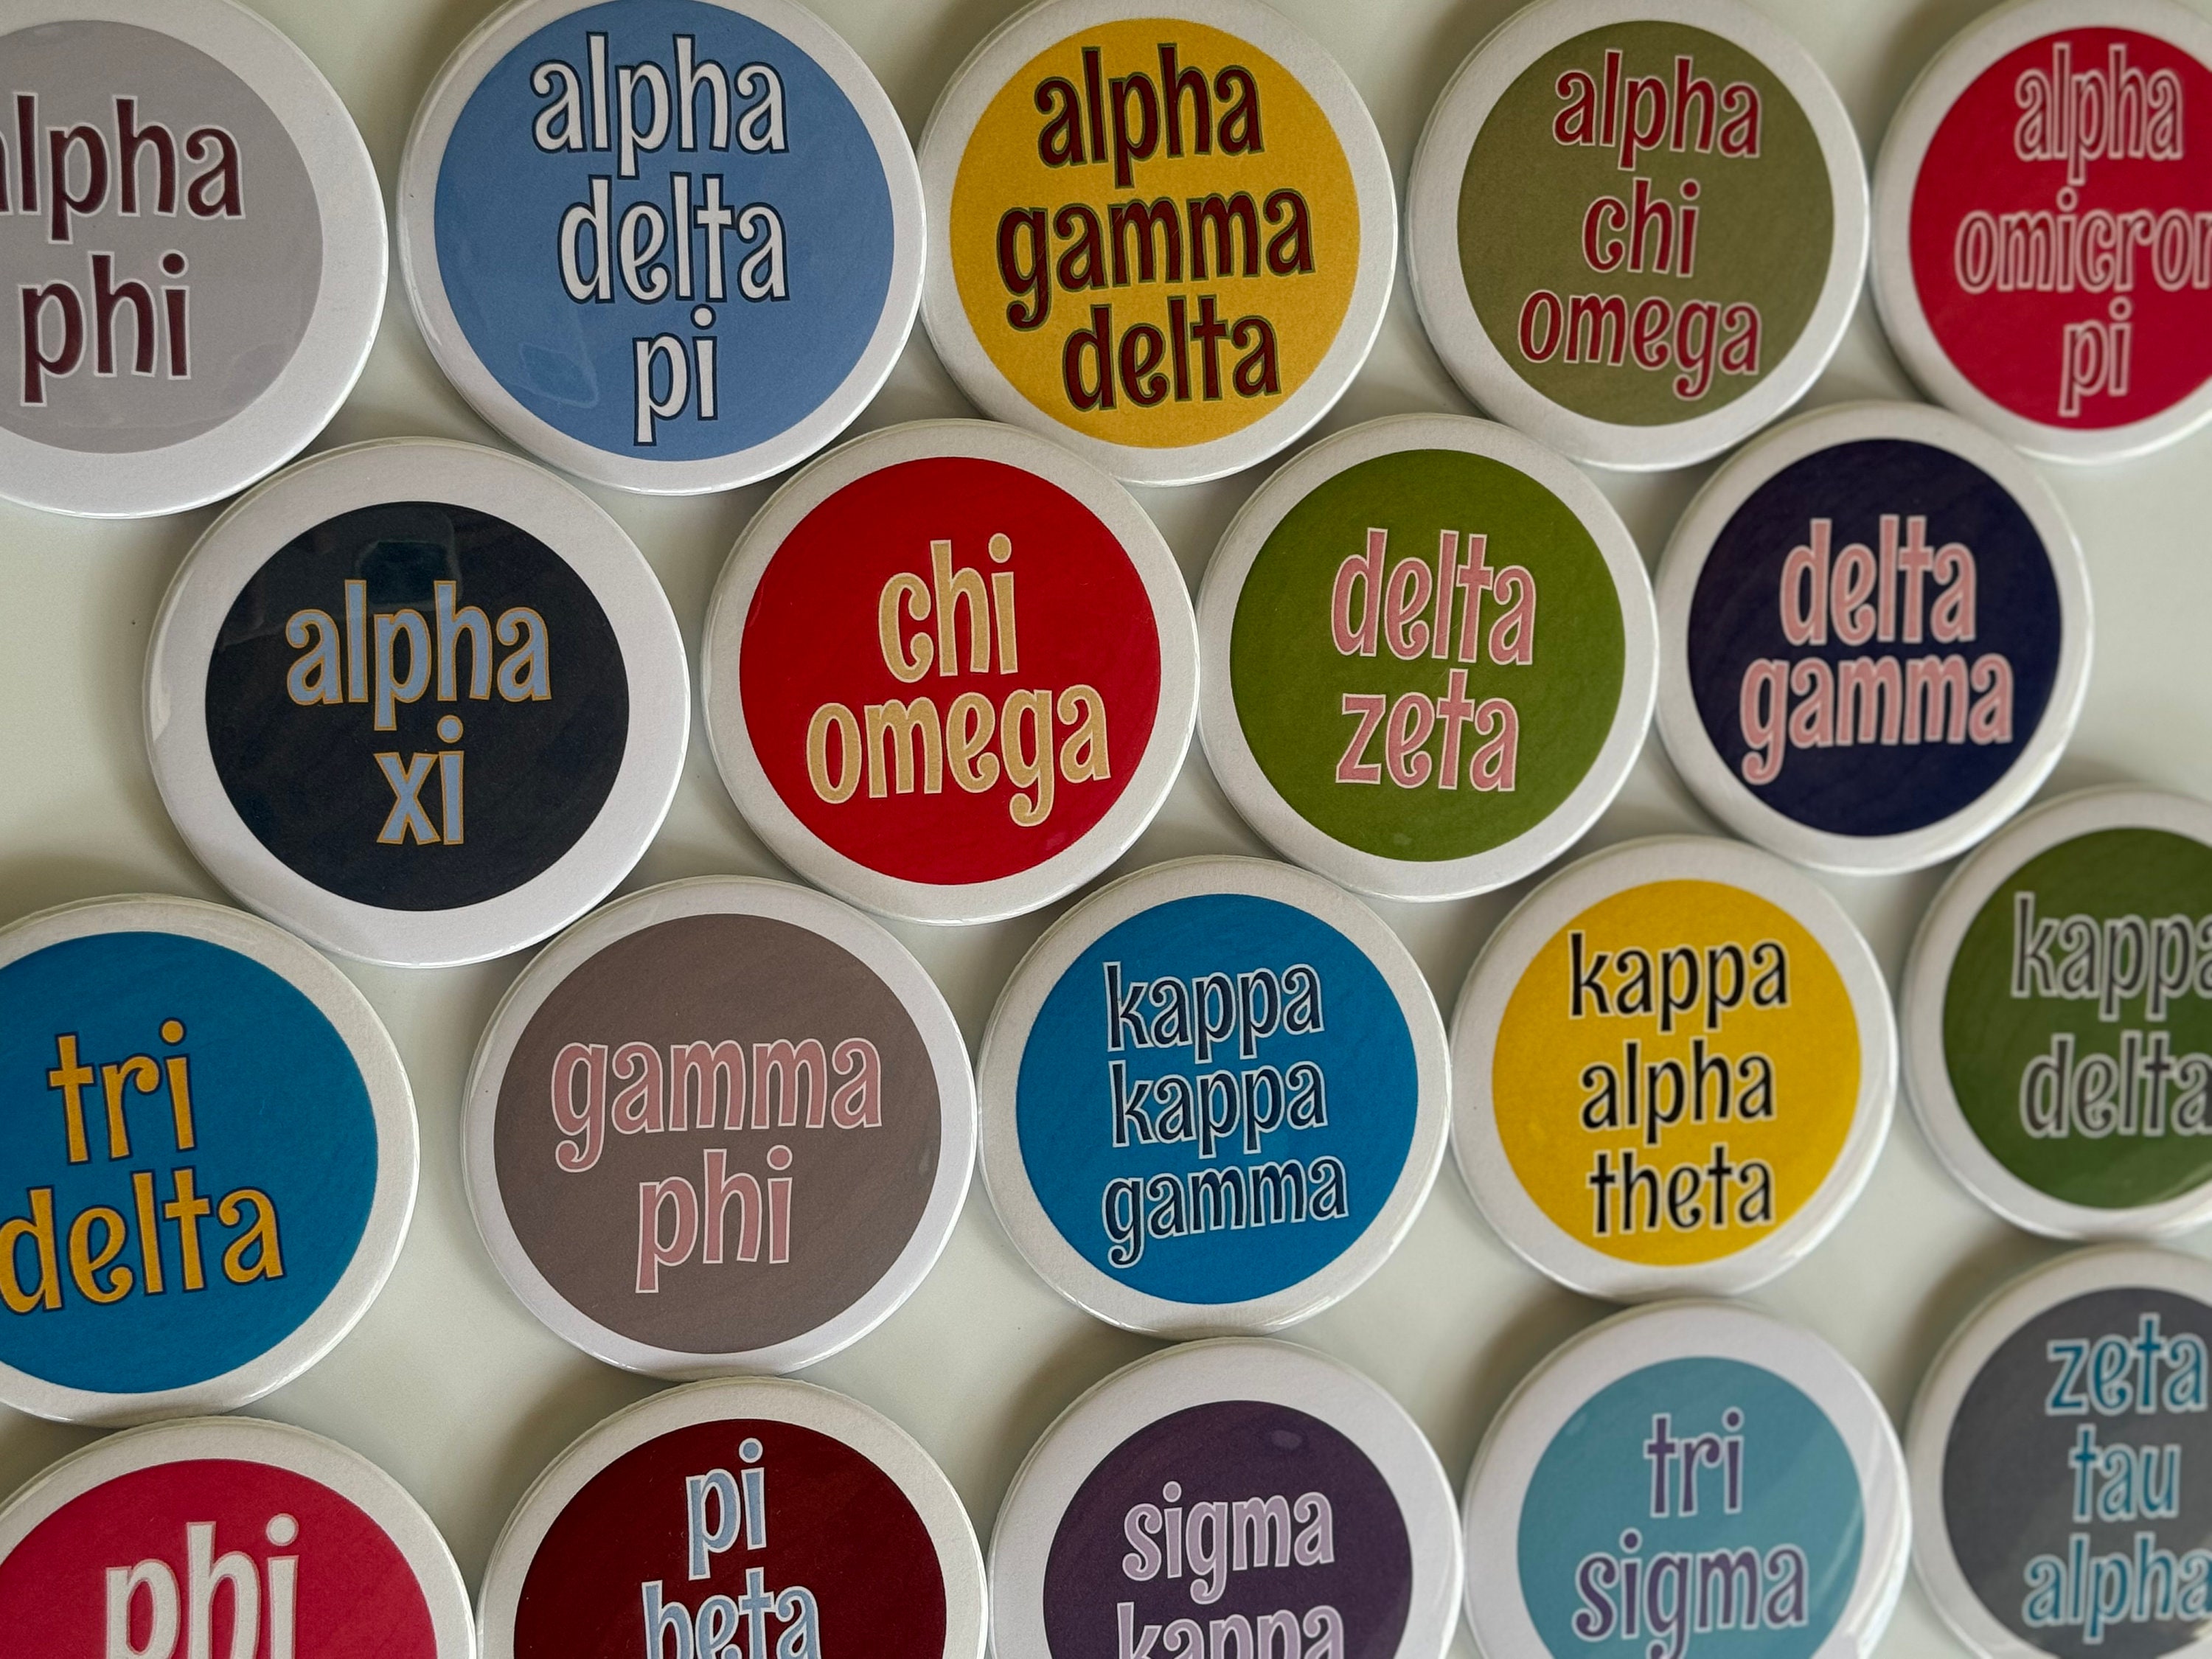 alpha
phi
alpha
delta
pi
alpha
gamma
delta
alpha
chi
omega
alpha
omicron
pi
alpha
xi
chi
omega
delta
zeta
delta
gamma
tri
delta
gamma
phi
kappa
kappa
gamma
kappa
alpha
theta
kappa
delta
phi
pi
beta
sigma
kappa
tri
sigma
zeta
tau
alpha